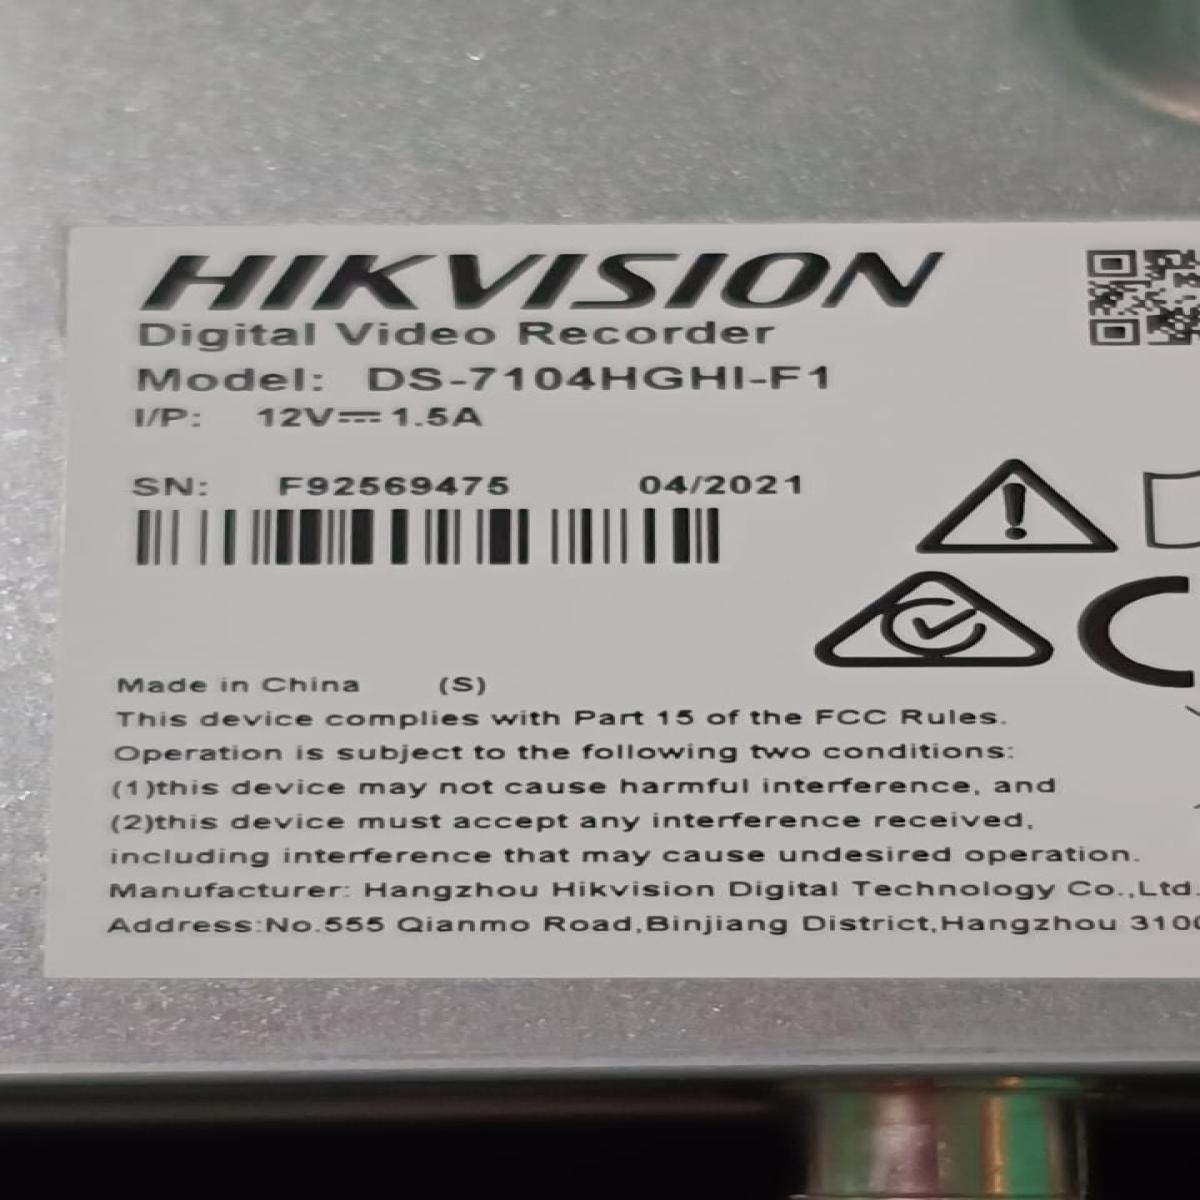 HIKVISION
Digital Video Recorder
Model: DS-7104HGHI-F1
I/P: 12V⎓1.5A
SN: F92569475 04/2021
Made in China (S)
This device complies with Part 15 of the FCC Rules.
Operation is subject to the following two conditions:
(1)this device may not cause harmful interference, and
(2)this device must accept any interference received,
including interference that may cause undesired operation.
Manufacturer: Hangzhou Hikvision Digital Technology Co.,Ltd.
Address:No.555 Qianmo Road,Binjiang District,Hangzhou